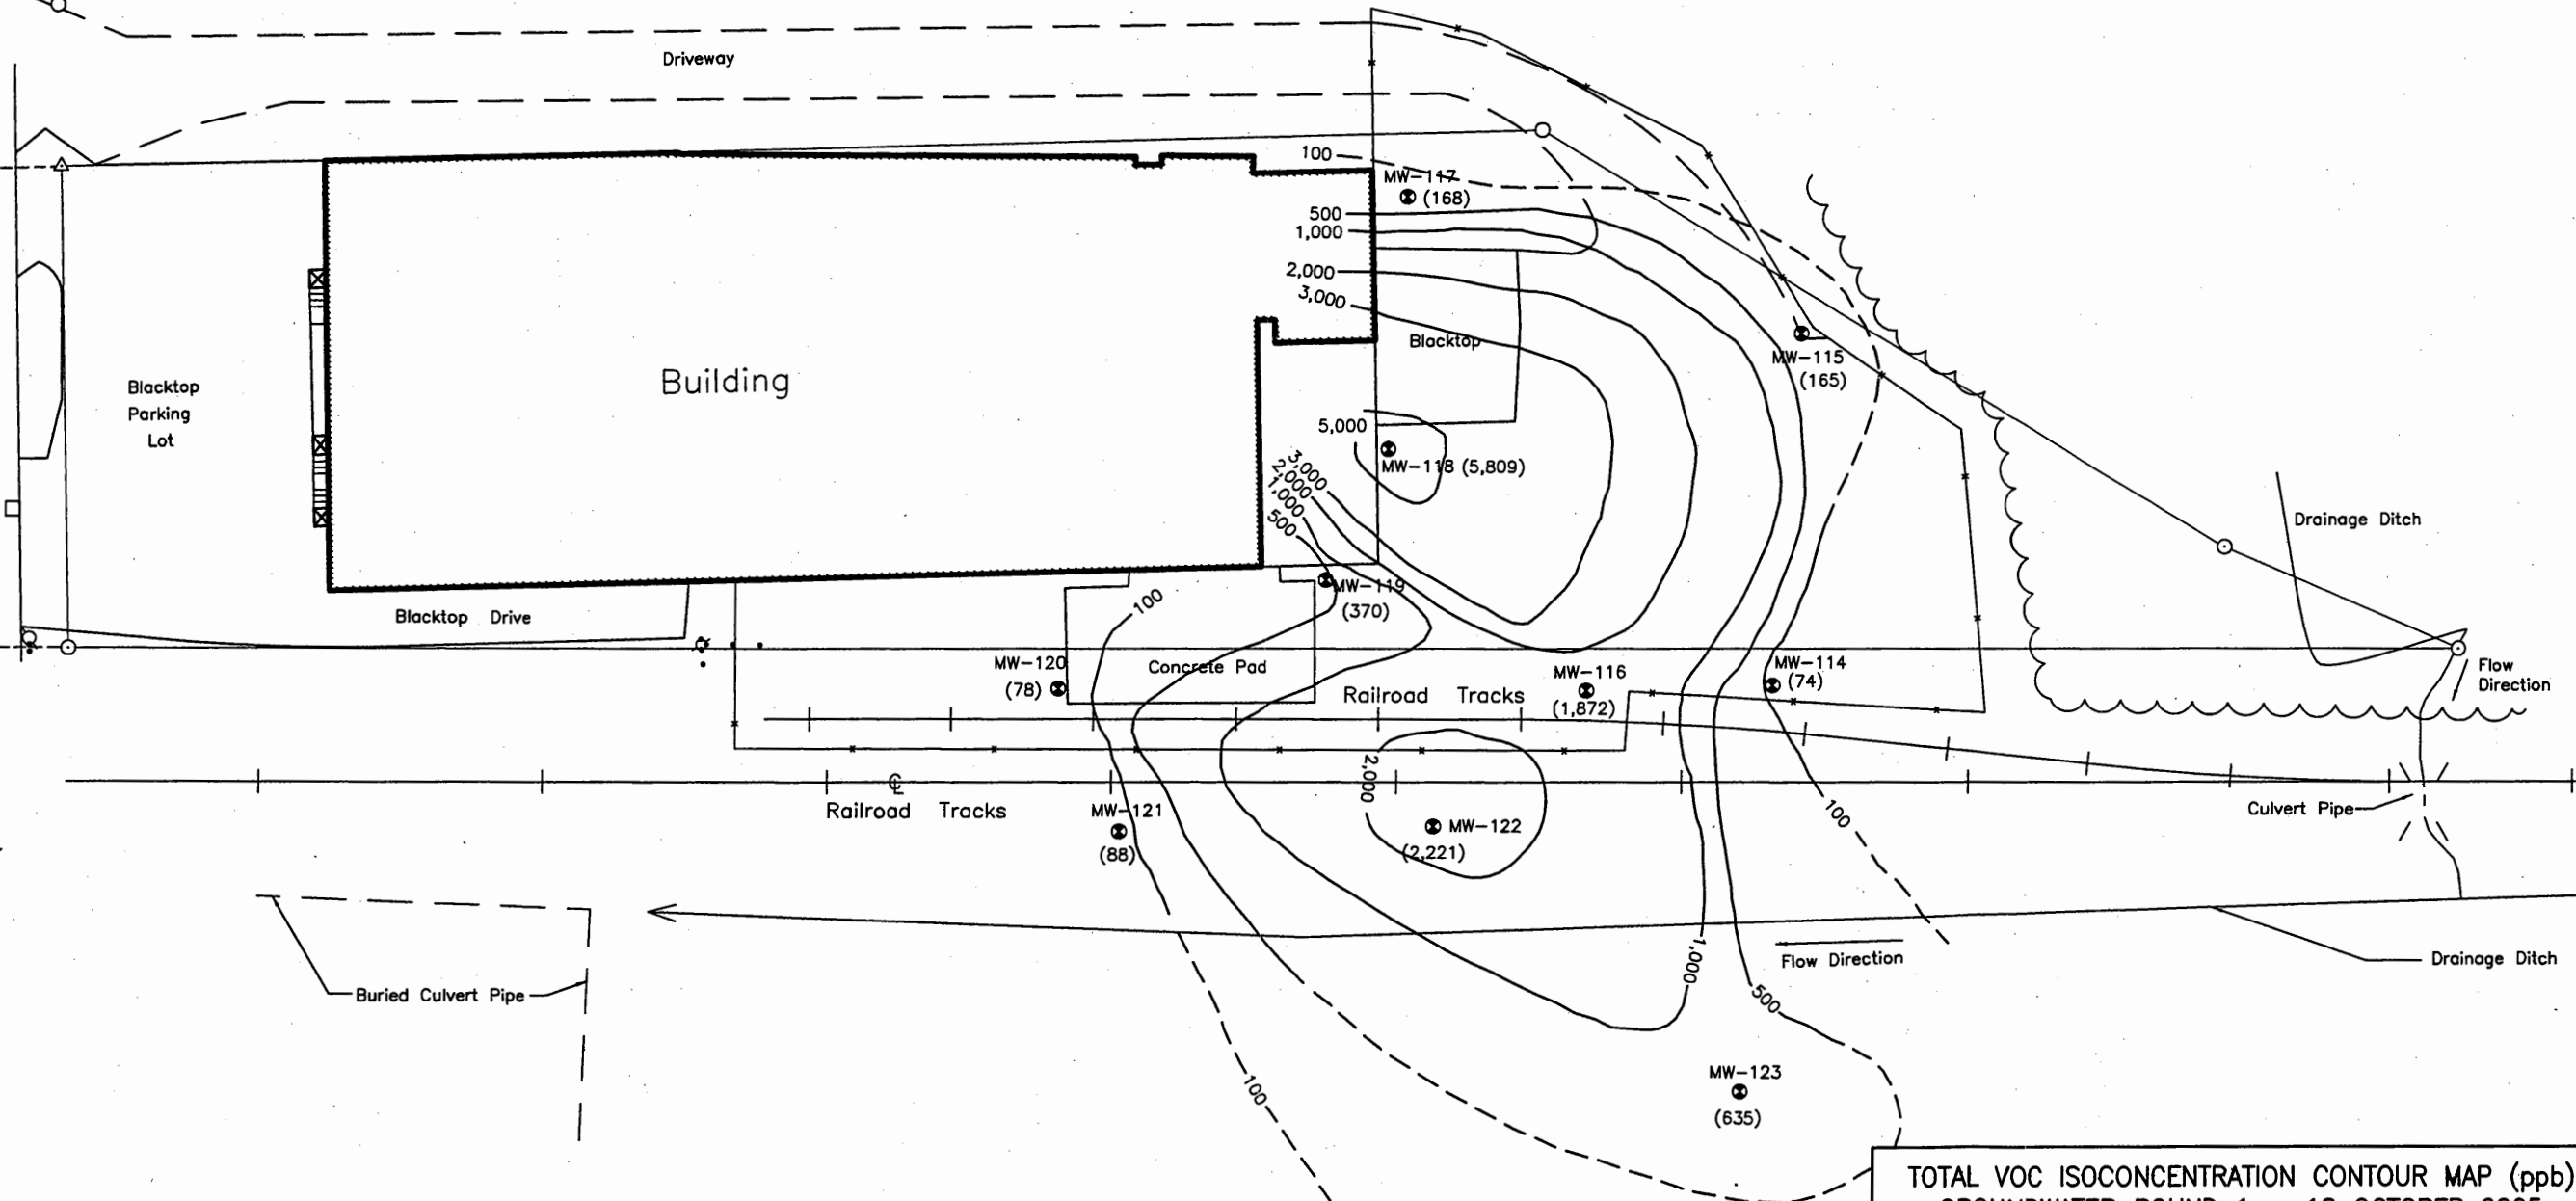 Driveway
100
MW-117
(168)
500
1,000
2,000
3,000
Blacktop
MW-115
(165)
Building
Blacktop
Parking
Lot
5,000
MW-118 (5,809)
3,000
2,000
1,000
500
Drainage Ditch
MW-119
(370)
100
Blacktop Drive
MW-120
(78)
Concrete Pad
Railroad Tracks
MW-116
(1,872)
MW-114
(74)
Flow
Direction
2,000
Railroad Tracks
MW-121
(88)
MW-122
(2,221)
100
Culvert Pipe
1,000
Flow Direction
Drainage Ditch
Buried Culvert Pipe
500
100
MW-123
(635)
TOTAL VOC ISOCONCENTRATION CONTOUR MAP (ppb)